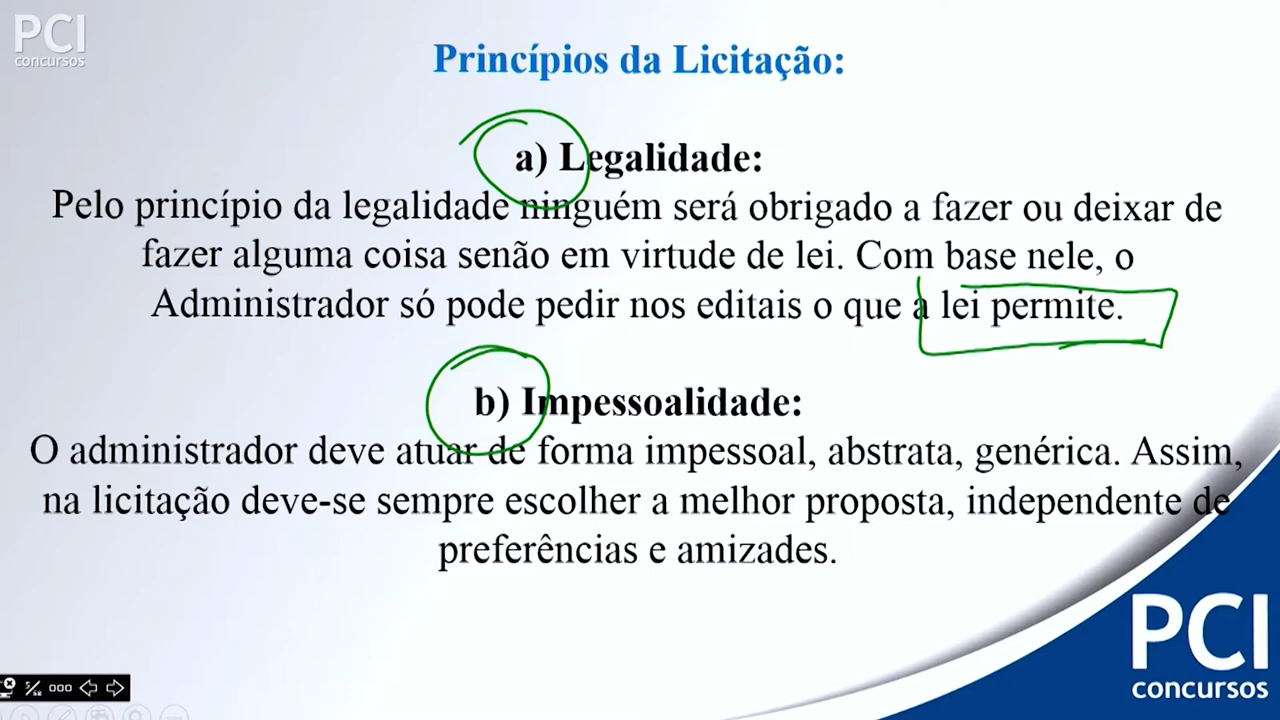 PCI
concursos
Princípios da Licitação:
a) Legalidade:
Pelo princípio da legalidade ninguém será obrigado a fazer ou deixar de
fazer alguma coisa senão em virtude de lei. Com base nele, o
Administrador só pode pedir nos editais o que a lei permite.
b) Impessoalidade:
O administrador deve atuar de forma impessoal, abstrata, genérica. Assim,
na licitação deve-se sempre escolher a melhor proposta, independente de
preferências e amizades.
PCI
concursos